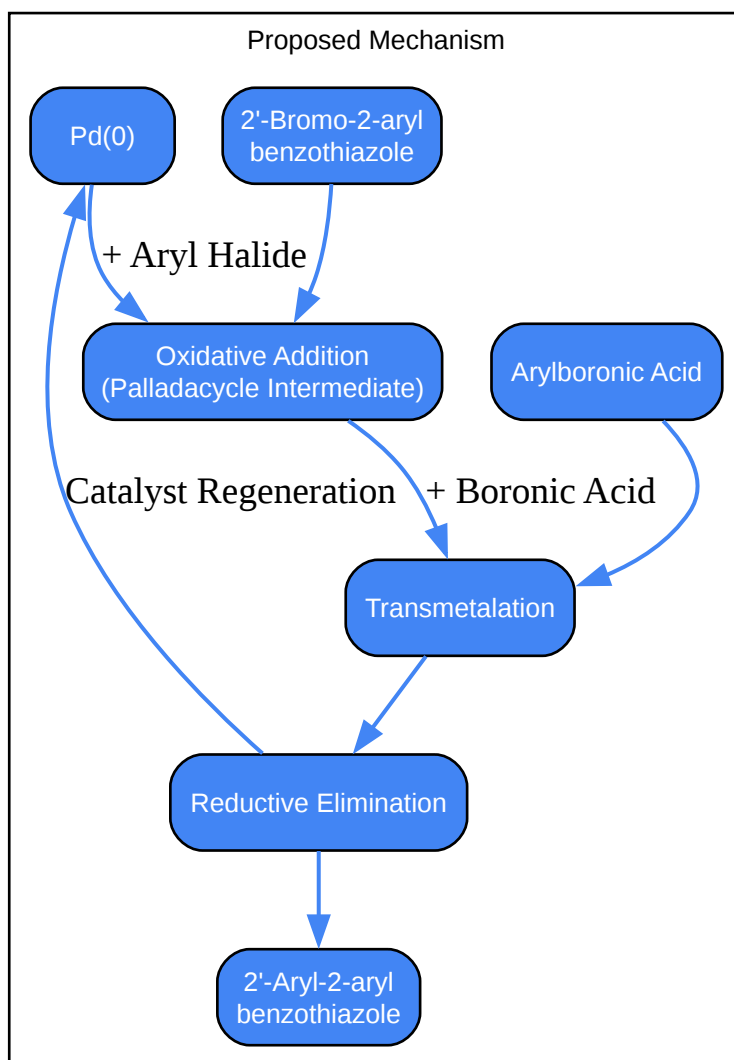 Proposed Mechanism
Pd(0)
2'-Bromo-2-aryl
benzothiazole
+ Aryl Halide
Oxidative Addition
(Palladacycle Intermediate)
Arylboronic Acid
Catalyst Regeneration
+ Boronic Acid
Transmetalation
Reductive Elimination
2'-Aryl-2-aryl
benzothiazole